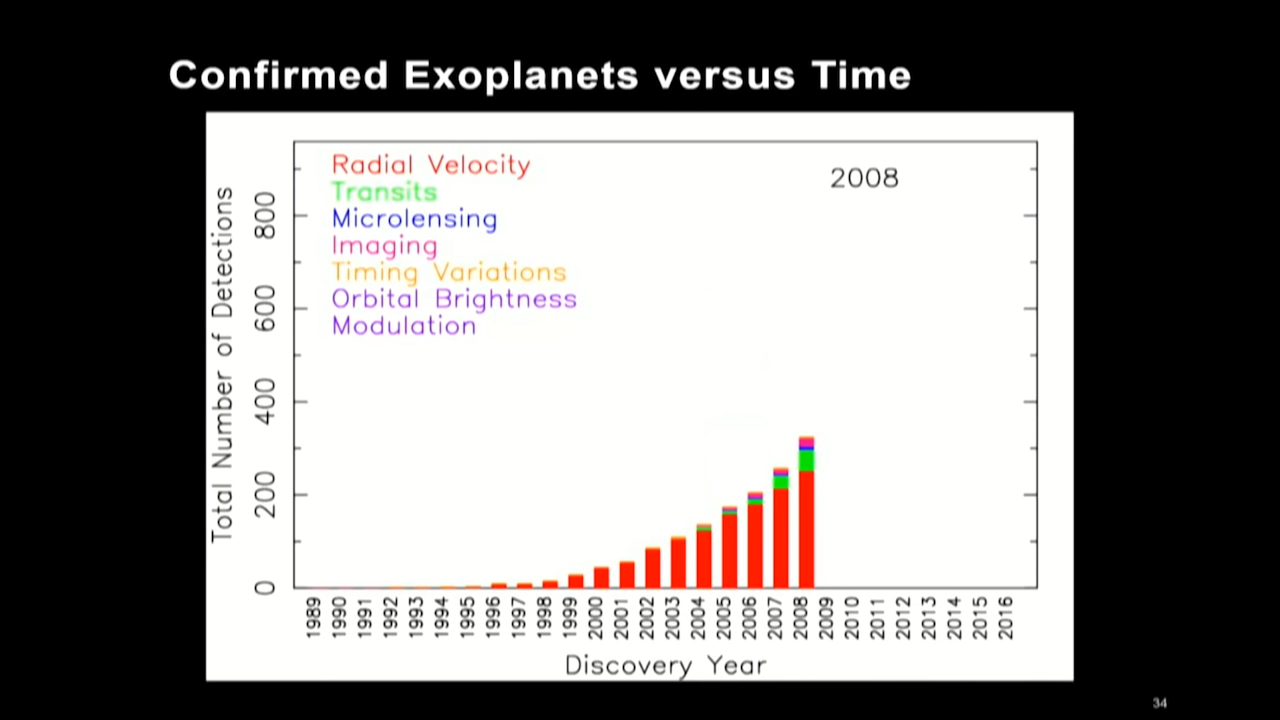 Confirmed Exoplanets versus Time
Radial Velocity
Transits
Microlensing
Imaging
Timing Variations
Orbital Brightness
Modulation
2008
Total Number of Detections
800
600
400
200
0
1989 1990 1991 1992 1993 1994 1995 1996 1997 1998 1999 2000 2001 2002 2003 2004 2005 2006 2007 2008 2009 2010 2011 2012 2013 2014 2015 2016
Discovery Year
34